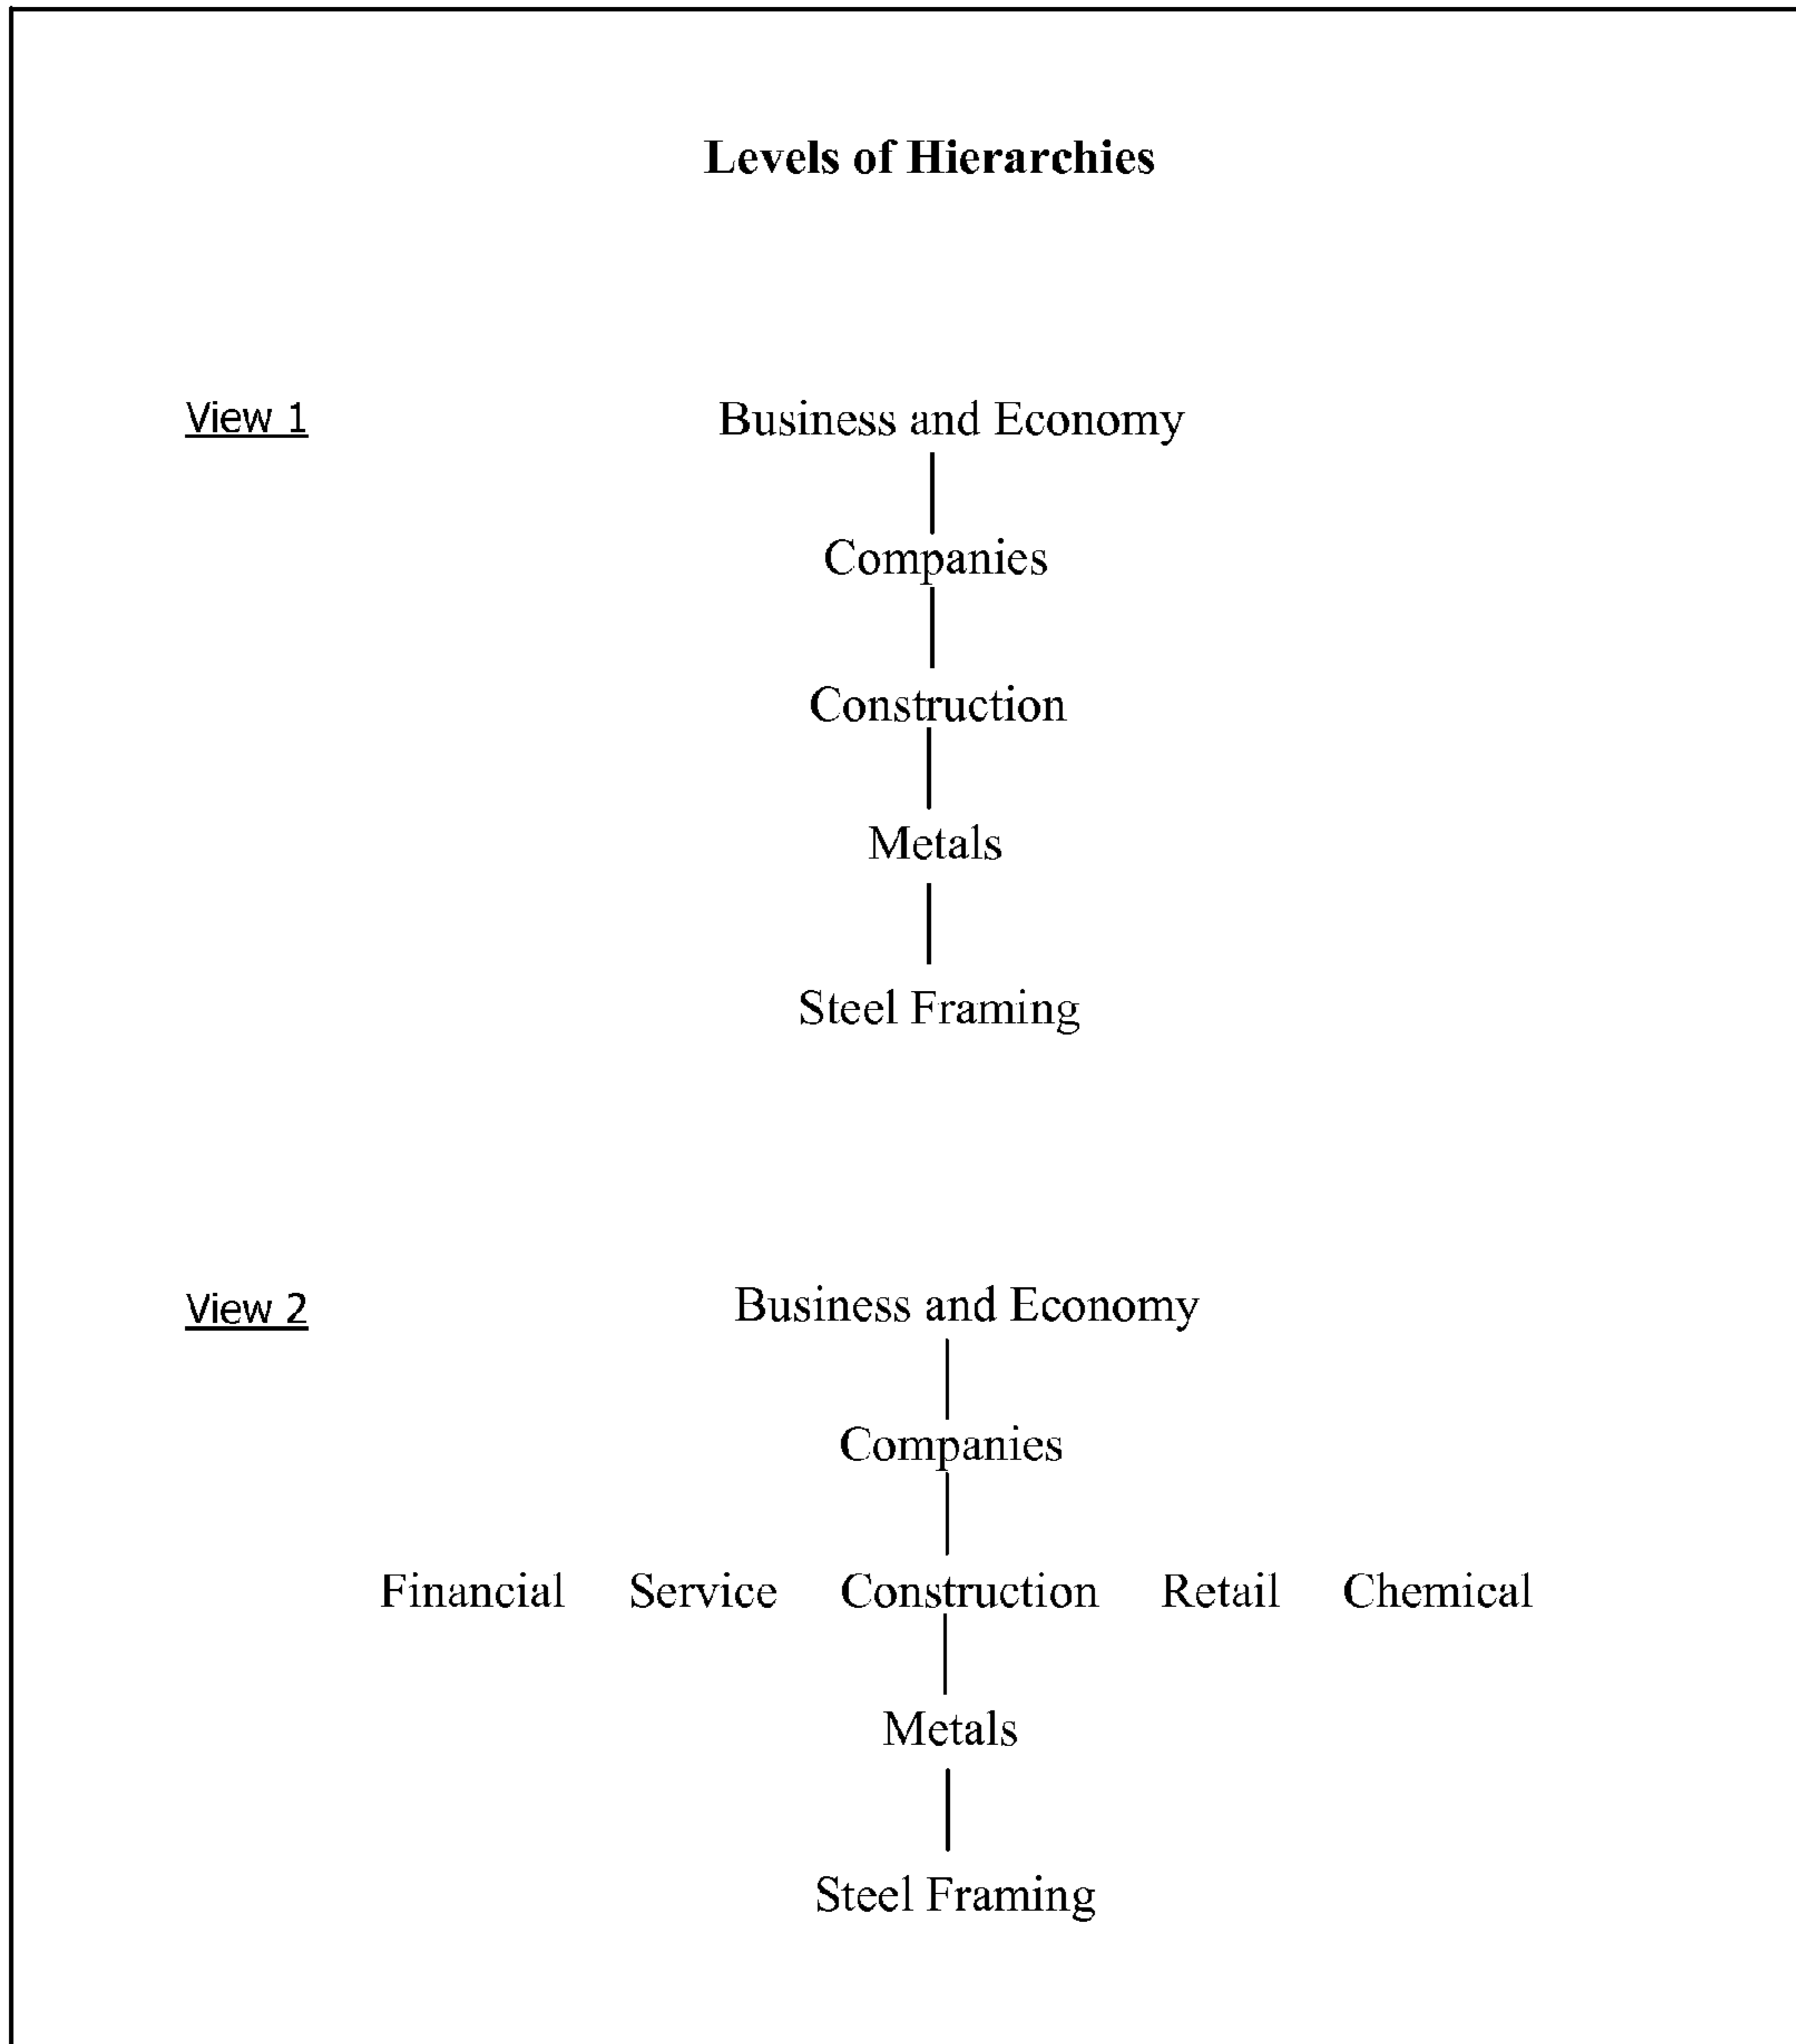 Levels of Hierarchies
View 1
Business and Economy
Companies
Construction
Metals
Steel Framing
View 2
Business and Economy
Companies
Financial Service Construction Retail Chemical
Metals
Steel Framing